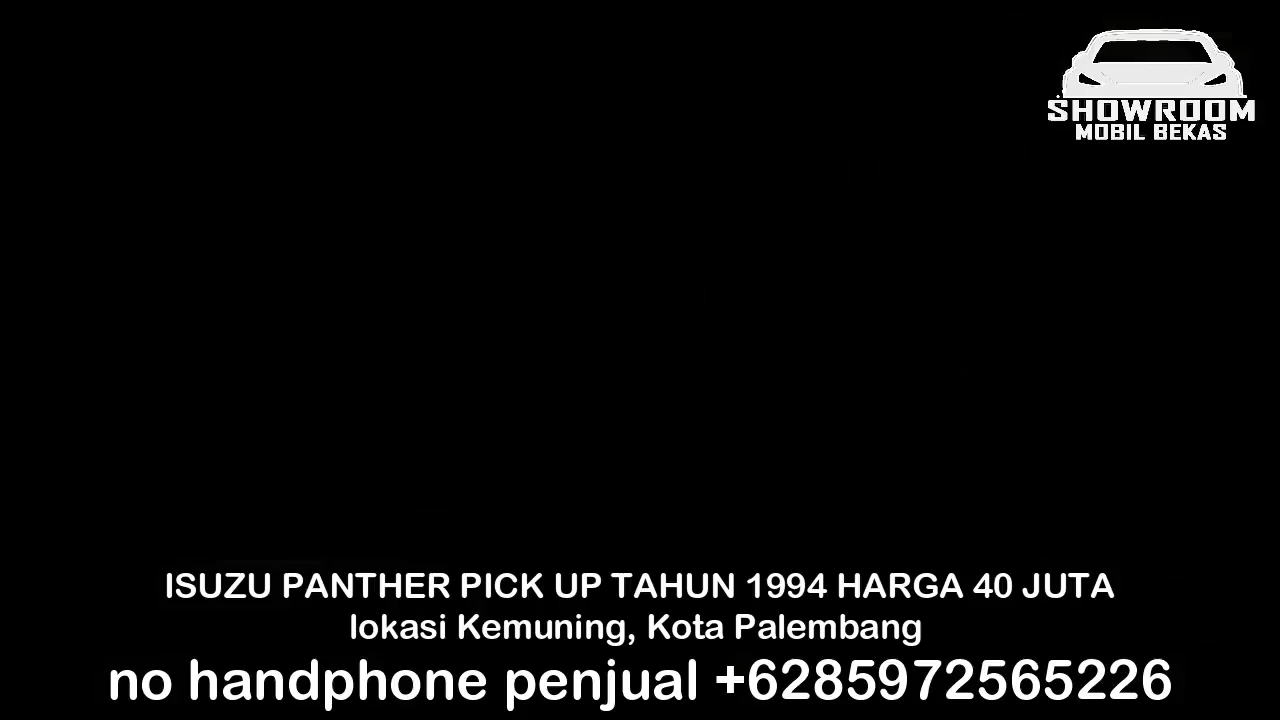 SHOWROOM
MOBIL BEKAS
ISUZU PANTHER PICK UP TAHUN 1994 HARGA 40 JUTA
lokasi Kemuning, Kota Palembang
no handphone penjual +6285972565226